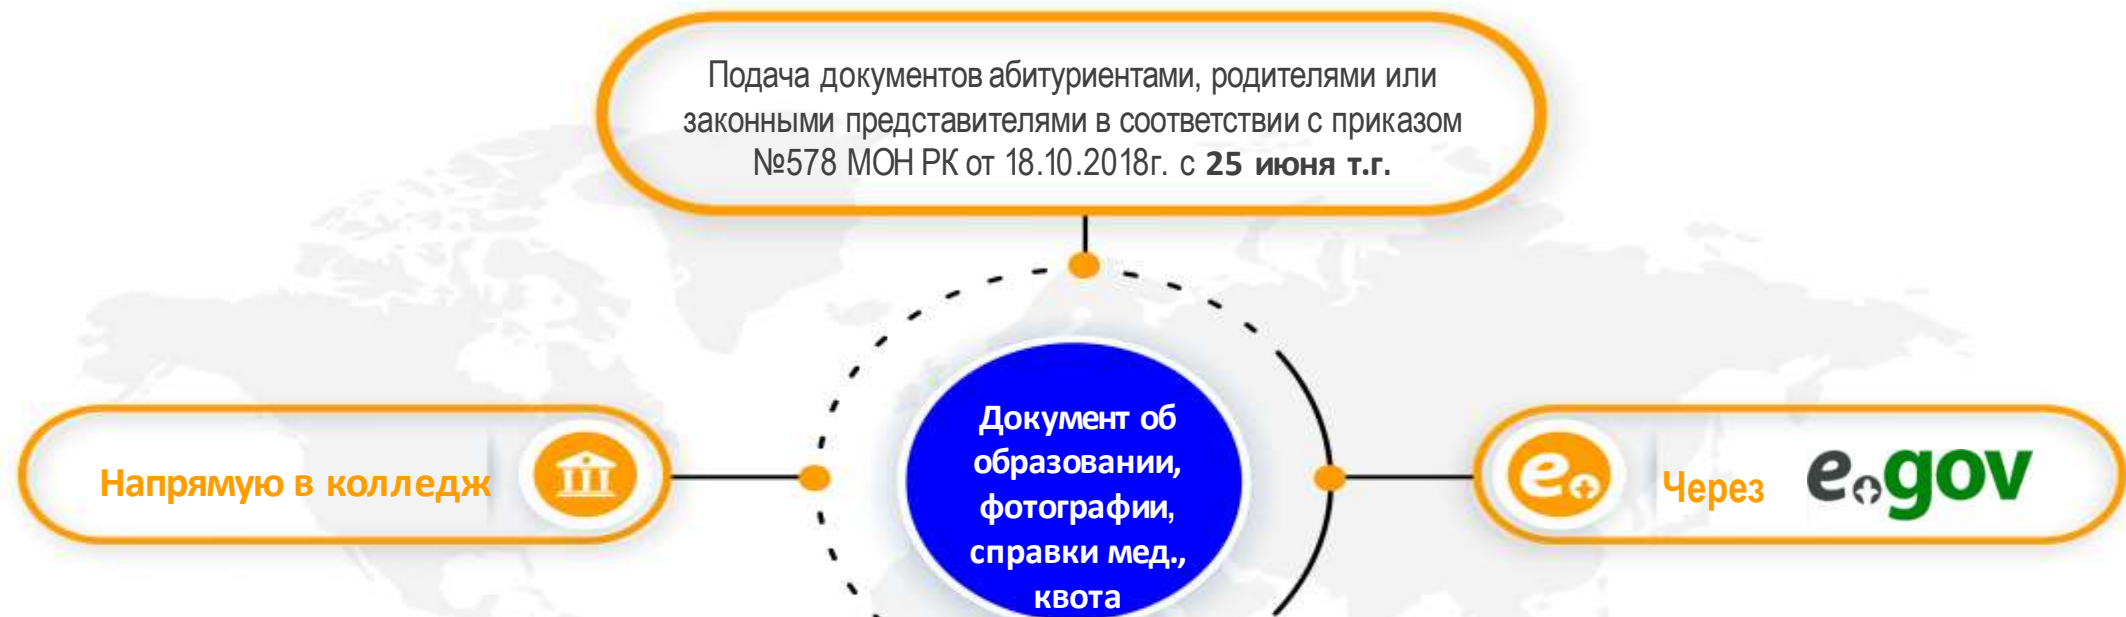 Подача документов абитуриентами, родителями или
законными представителями в соответствии с приказом
№578 МОН РК от 18.10.2018г. с 25 июня т.г.
Напрямую в колледж
Документ об
образовании,
фотографии,
справки мед.,
квота
Через e.gov